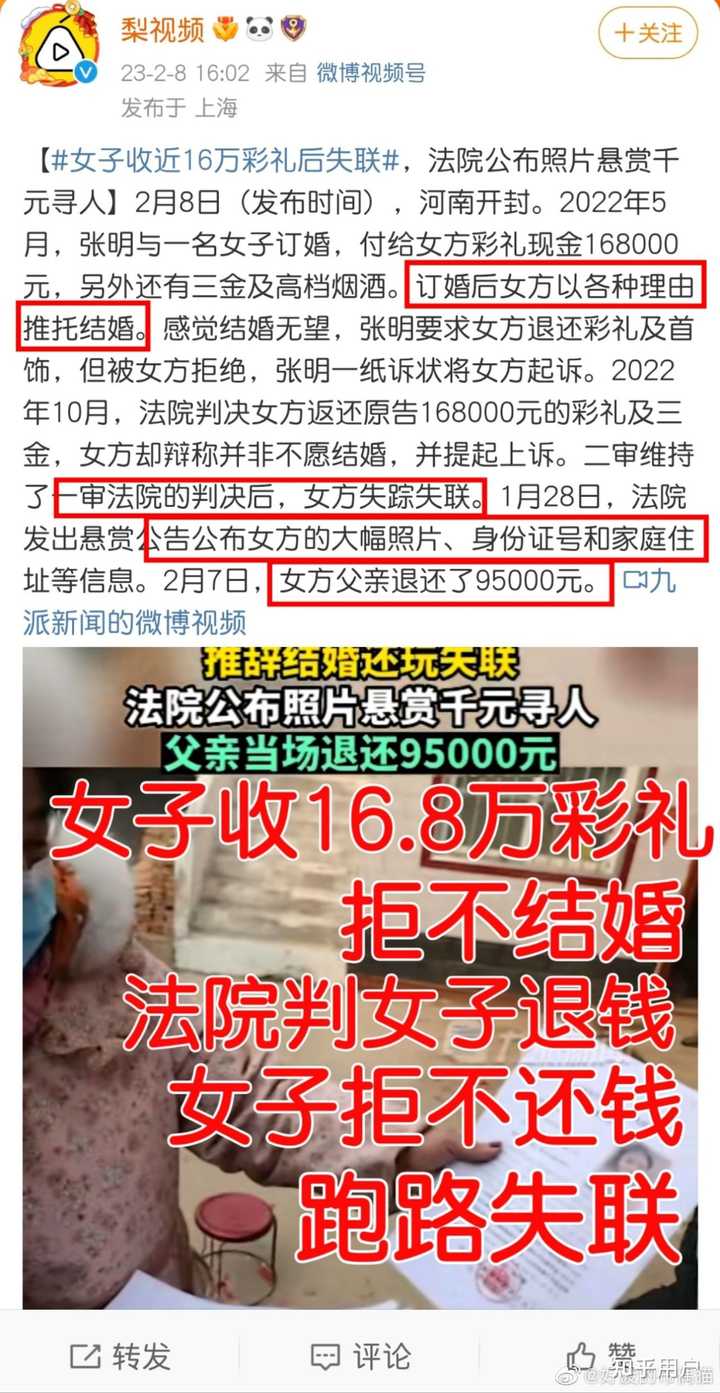 梨视频
+关注
23-2-8 16:02 来自 微博视频号
发布于 上海
【#女子收近16万彩礼后失联#，法院公布照片悬赏千
元寻人】2月8日（发布时间），河南开封。2022年5
月，张明与一名女子订婚，付给女方彩礼现金168000
元，另外还有三金及高档烟酒。订婚后女方以各种理由
推托结婚。感觉结婚无望，张明要求女方退还彩礼及首
饰，但被女方拒绝，张明一纸诉状将女方起诉。2022
年10月，法院判决女方返还原告168000元的彩礼及三
金，女方却辩称并非不愿结婚，并提起上诉。二审维持
了一审法院的判决后，女方失踪失联。1月28日，法院
发出悬赏公告公布女方的大幅照片、身份证号和家庭住
址等信息。2月7日，女方父亲退还了95000元。九
派新闻的微博视频
推辞结婚还玩失联
法院公布照片悬赏千元寻人
父亲当场退还95000元
女子收16.8万彩礼
拒不结婚
法院判女子退钱
女子拒不还钱
跑路失联
转发
评论
赞
知乎用户